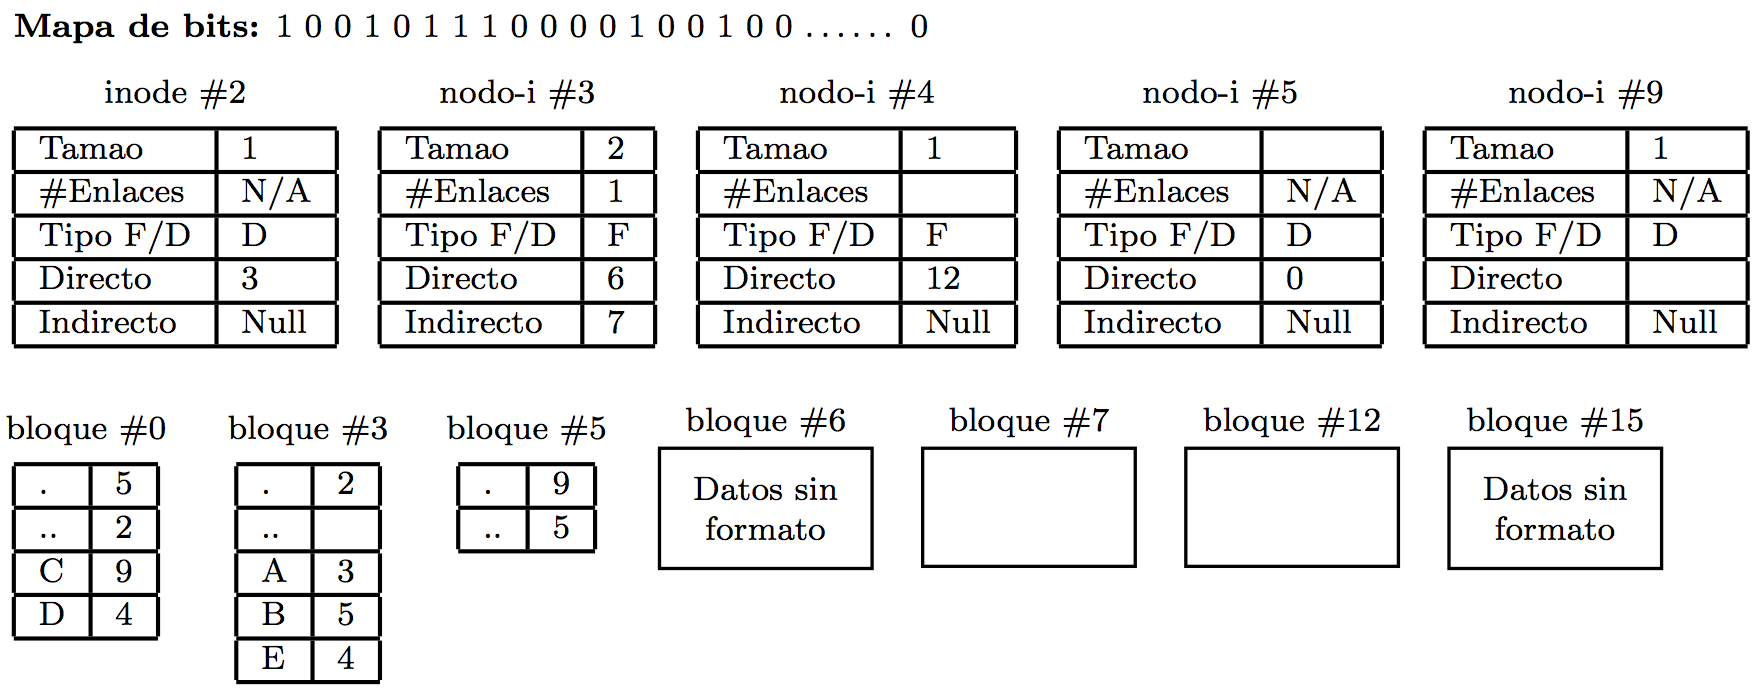 Mapa de bits: 1 0 0 1 0 1 1 1 0 0 0 0 1 0 0 1 0 0 ...... 0
inode #2
Tamao 1
#Enlaces N/A
Tipo F/D D
Directo 3
Indirecto Null
nodo-i #3
Tamao 2
#Enlaces 1
Tipo F/D F
Directo 6
Indirecto 7
nodo-i #4
Tamao 1
#Enlaces
Tipo F/D F
Directo 12
Indirecto Null
nodo-i #5
Tamao
#Enlaces N/A
Tipo F/D D
Directo 0
Indirecto Null
nodo-i #9
Tamao 1
#Enlaces N/A
Tipo F/D D
Directo
Indirecto Null
bloque #0
. 5
.. 2
C 9
D 4
bloque #3
. 2
..
A 3
B 5
E 4
bloque #5
. 9
.. 5
bloque #6
Datos sin
formato
bloque #7
bloque #12
bloque #15
Datos sin
formato